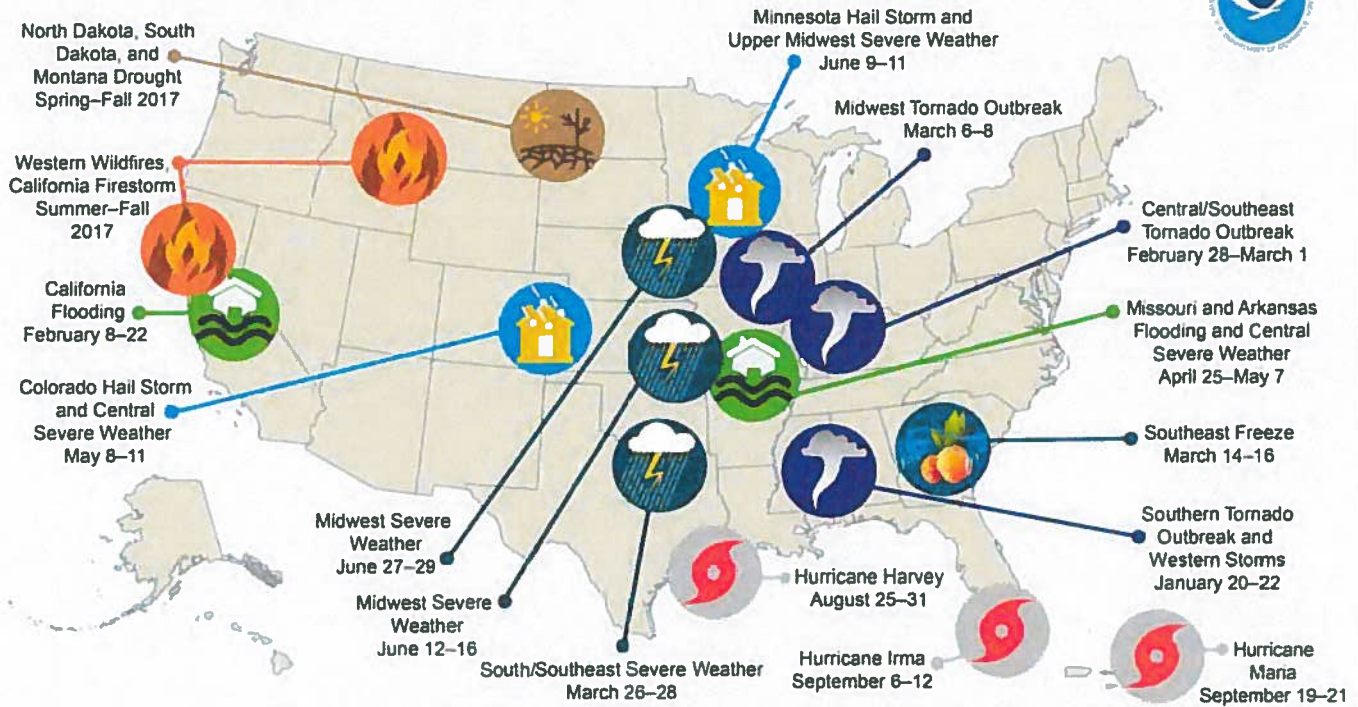 North Dakota, South
Dakota, and
Montana Drought
Spring–Fall 2017
Western Wildfires,
California Firestorm
Summer–Fall
2017
California
Flooding
February 8–22
Colorado Hail Storm
and Central
Severe Weather
May 8–11
Minnesota Hail Storm and
Upper Midwest Severe Weather
June 9–11
Midwest Tornado Outbreak
March 6–8
Central/Southeast
Tornado Outbreak
February 28–March 1
Missouri and Arkansas
Flooding and Central
Severe Weather
April 25–May 7
Southeast Freeze
March 14–16
Southern Tornado
Outbreak and
Western Storms
January 20–22
Midwest Severe
Weather
June 27–29
Midwest Severe
Weather
June 12–16
South/Southeast Severe Weather
March 26–28
Hurricane Harvey
August 25–31
Hurricane Irma
September 6–12
Hurricane
Maria
September 19–21